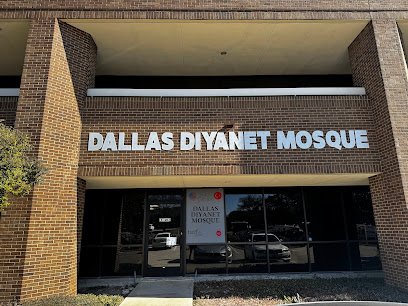 DALLAS DIYANET MOSQUE
DALLAS
DIYANET
MOSQUE